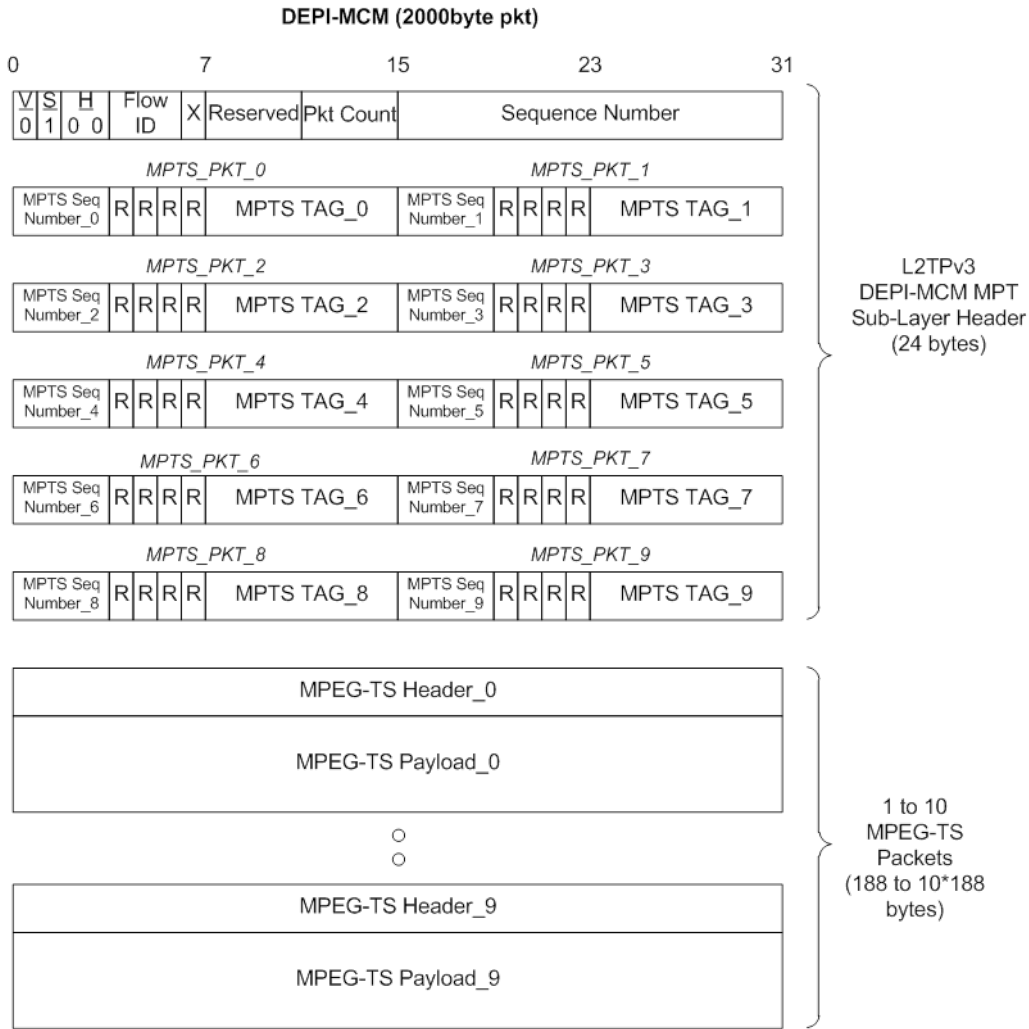 DEPI-MCM (2000byte pkt)
0 7 15 23 31
V S H Flow
0 1 0 0 ID X Reserved Pkt Count Sequence Number
MPTS_PKT_0 MPTS_PKT_1
MPTS Seq Number_0 R R R R MPTS TAG_0 MPTS Seq Number_1 R R R R MPTS TAG_1
MPTS_PKT_2 MPTS_PKT_3
MPTS Seq Number_2 R R R R MPTS TAG_2 MPTS Seq Number_3 R R R R MPTS TAG_3
MPTS_PKT_4 MPTS_PKT_5
MPTS Seq Number_4 R R R R MPTS TAG_4 MPTS Seq Number_5 R R R R MPTS TAG_5
MPTS_PKT_6 MPTS_PKT_7
MPTS Seq Number_6 R R R R MPTS TAG_6 MPTS Seq Number_7 R R R R MPTS TAG_7
MPTS_PKT_8 MPTS_PKT_9
MPTS Seq Number_8 R R R R MPTS TAG_8 MPTS Seq Number_9 R R R R MPTS TAG_9
L2TPv3
DEPI-MCM MPT
Sub-Layer Header
(24 bytes)
MPEG-TS Header_0
MPEG-TS Payload_0
MPEG-TS Header_9
MPEG-TS Payload_9
1 to 10
MPEG-TS
Packets
(188 to 10*188
bytes)